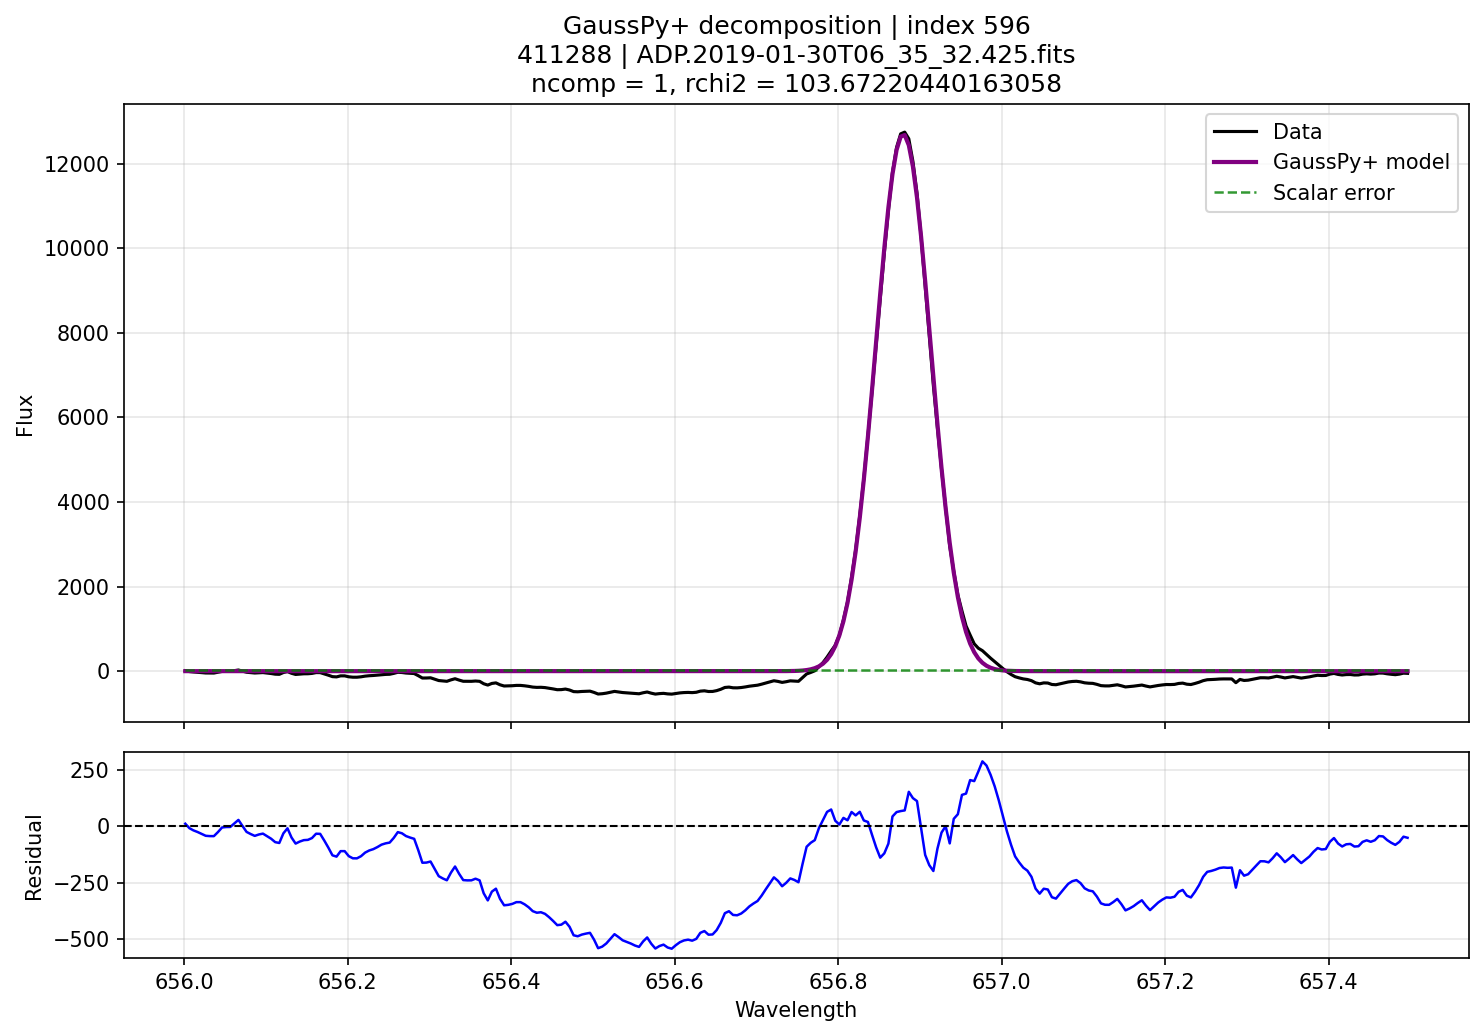 GaussPy+ decomposition | index 596
411288 | ADP.2019-01-30T06_35_32.425.fits
ncomp = 1, rchi2 = 103.67220440163058
Data
GaussPy+ model
Scalar error
Flux
12000
10000
8000
6000
4000
2000
0
Residual
250
0
−250
−500
656.0
656.2
656.4
656.6
656.8
657.0
657.2
657.4
Wavelength